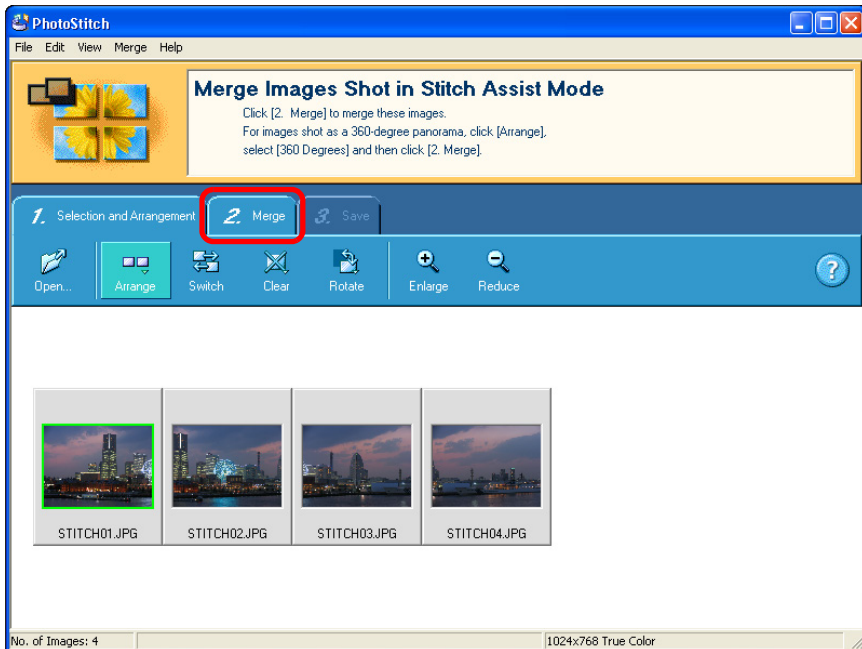 PhotoStitch
File Edit View Merge Help
Merge Images Shot in Stitch Assist Mode
Click [2. Merge] to merge these images.
For images shot as a 360-degree panorama, click [Arrange],
select [360 Degrees] and then click [2. Merge].
1. Selection and Arrangement 2. Merge 3. Save
Open... Arrange Switch Clear Rotate Enlarge Reduce ?
STITCH01.JPG STITCH02.JPG STITCH03.JPG STITCH04.JPG
No. of Images: 4 1024x768 True Color